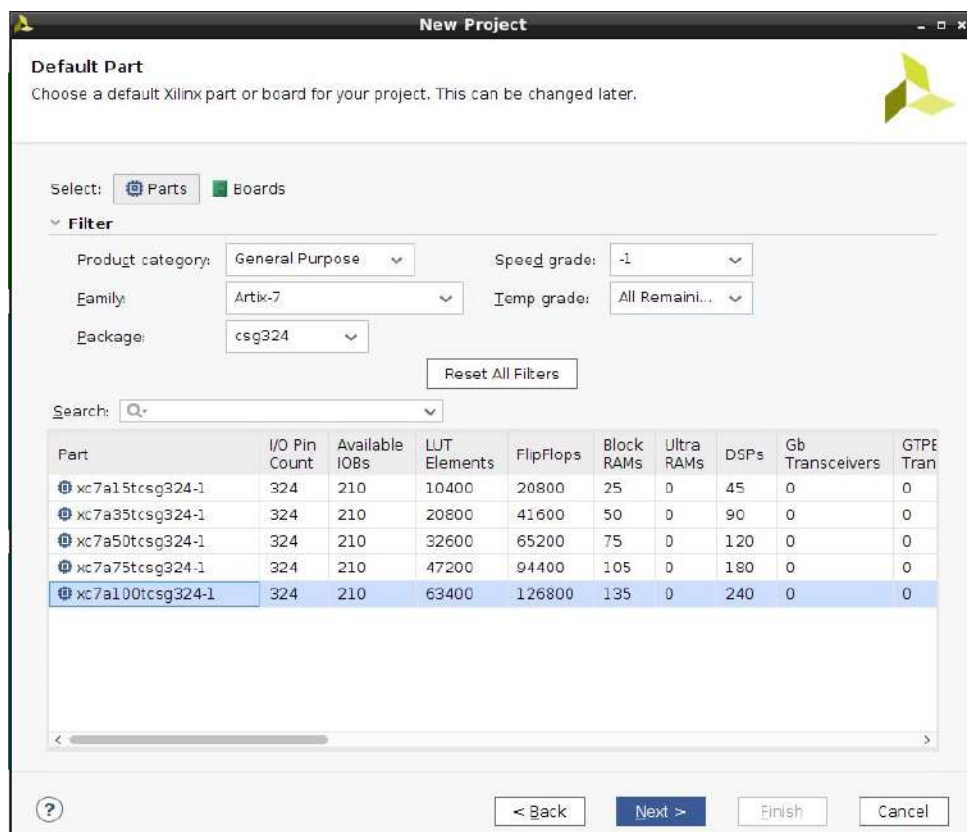 New Project
Default Part
Choose a default Xilinx part or board for your project. This can be changed later.
Select: Parts Boards
Filter
Product category: General Purpose Speed grade: -1
Family: Artix-7 Temp grade: All Remaini...
Package: csg324
Reset All Filters
Search:
Part I/O Pin Count Available IOBs LUT Elements FlipFlops Block RAMs Ultra RAMs DSPs Gb Transceivers GTPE Tran
xc7a15tcsg324-1 324 210 10400 20800 25 0 45 0 0
xc7a35tcsg324-1 324 210 20800 41600 50 0 90 0 0
xc7a50tcsg324-1 324 210 32600 65200 75 0 120 0 0
xc7a75tcsg324-1 324 210 47200 94400 105 0 180 0 0
xc7a100tcsg324-1 324 210 63400 126800 135 0 240 0 0
? < Back Next > Finish Cancel